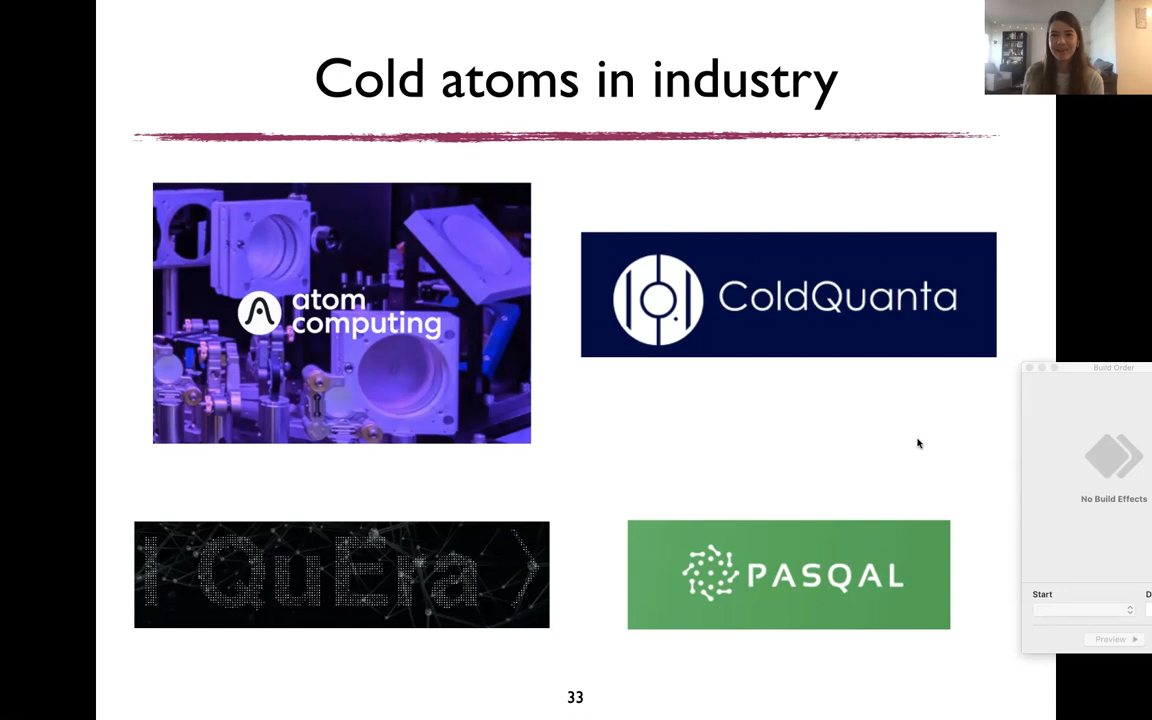 Cold atoms in industry
atom
computing
ColdQuanta
| QuEra ⟩
PASQAL
33
Build Order
No Build Effects
Start
D
Preview